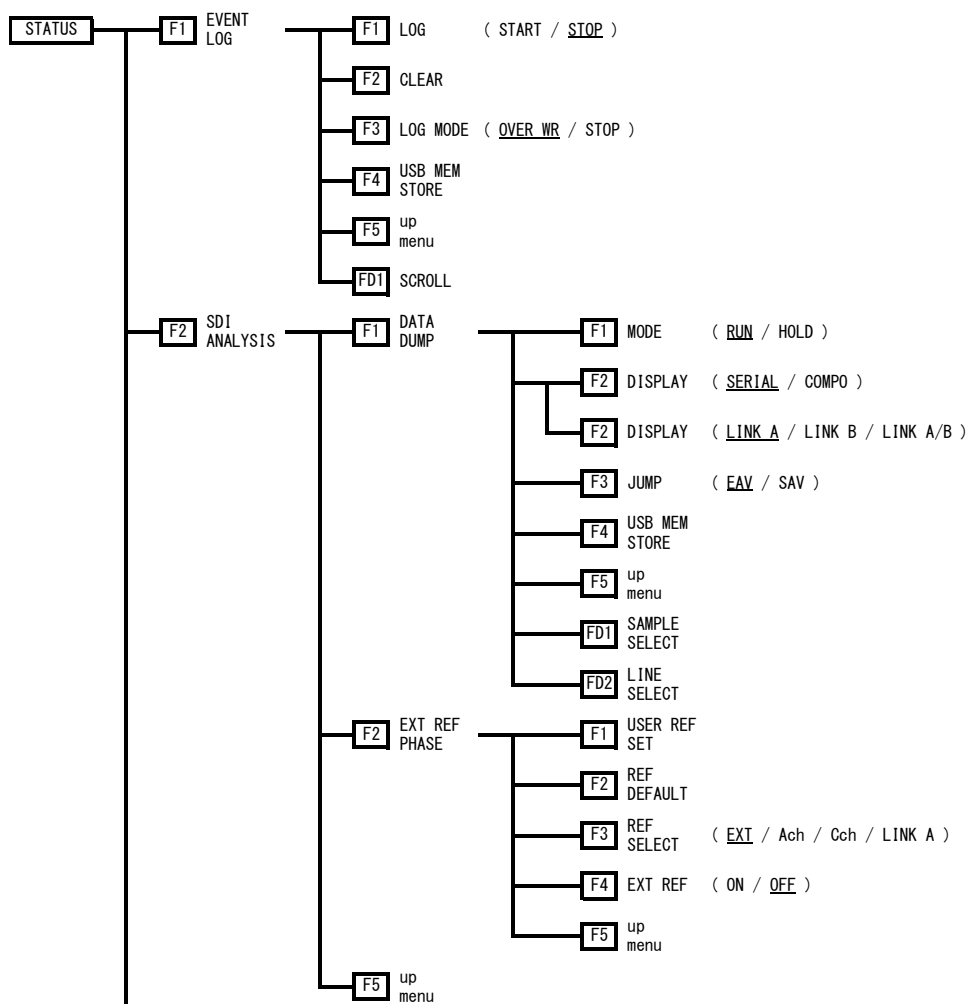 STATUS F1 EVENT LOG F1 LOG ( START / STOP )
F2 CLEAR
F3 LOG MODE ( OVER WR / STOP )
F4 USB MEM STORE
F5 up menu
FD1 SCROLL
F2 SDI ANALYSIS F1 DATA DUMP F1 MODE ( RUN / HOLD )
F2 DISPLAY ( SERIAL / COMPO )
F2 DISPLAY ( LINK A / LINK B / LINK A/B )
F3 JUMP ( EAV / SAV )
F4 USB MEM STORE
F5 up menu
FD1 SAMPLE SELECT
FD2 LINE SELECT
F2 EXT REF PHASE F1 USER REF SET
F2 REF DEFAULT
F3 REF SELECT ( EXT / Ach / Cch / LINK A )
F4 EXT REF ( ON / OFF )
F5 up menu
F5 up menu